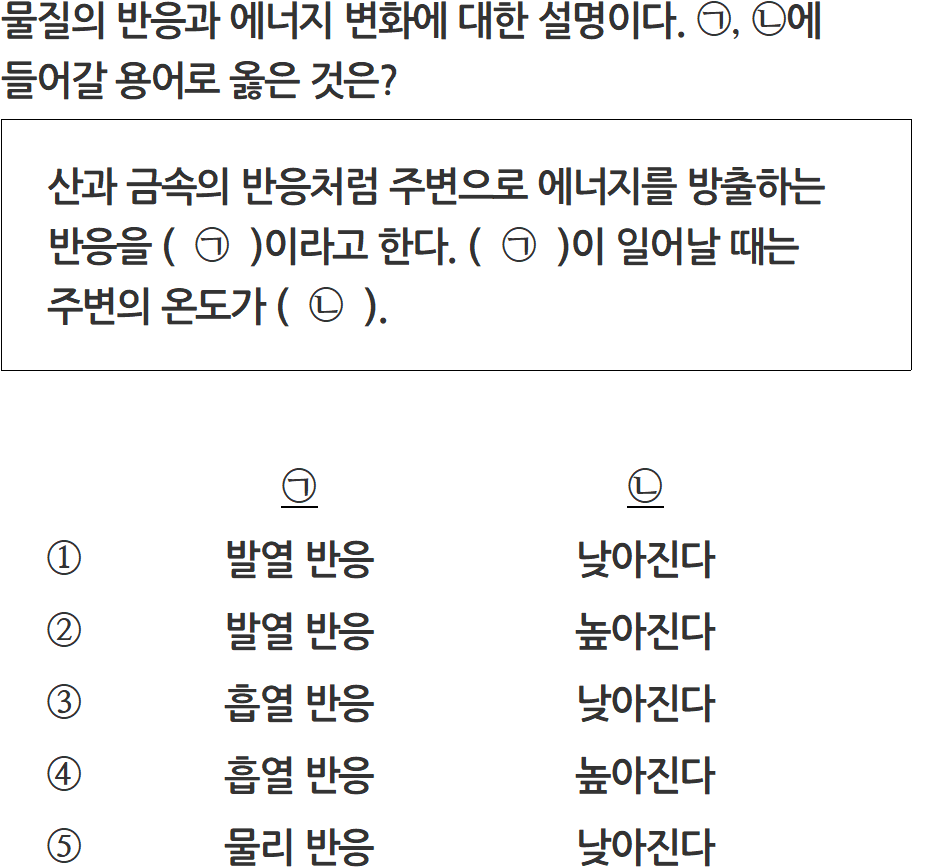 물질의 반응과 에너지 변화에 대한 설명이다. ㉠, ㉡에
들어갈 용어로 옳은 것은?
산과 금속의 반응처럼 주변으로 에너지를 방출하는
반응을 ( ㉠ )이라고 한다. ( ㉠ )이 일어날 때는
주변의 온도가 ( ㉡ ).
㉠ ㉡
① 발열 반응 낮아진다
② 발열 반응 높아진다
③ 흡열 반응 낮아진다
④ 흡열 반응 높아진다
⑤ 물리 반응 낮아진다